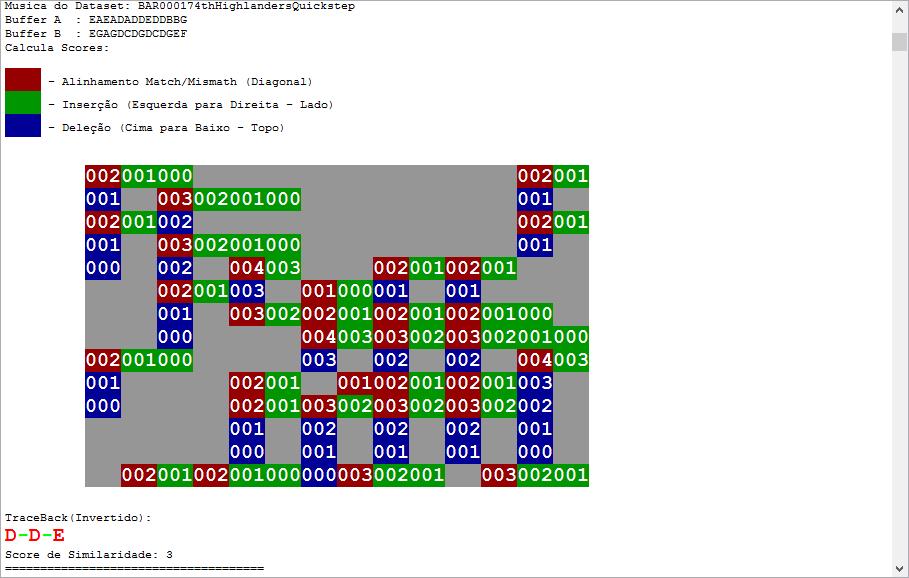 Musica do Dataset: BAR000174thHighlandersQuickstep
Buffer A  : EAEADADDEDDBBG
Buffer B  : EGAGDCDGDCDGEF
Calcula Scores:
- Alinhamento Match/Mismath (Diagonal)
- Inserção (Esquerda para Direita - Lado)
- Deleção (Cima para Baixo - Topo)
002001000 002001
001 003002001000 001
002001002 002001
001 003002001000 001
000 002 004003 002001002001
002001003 001000001 001
001 003002002001002001002001000
000 004003003002003002001000
002001000 003 002 002 004003
001 002001 001002001002001003
000 002001003002003002003002002
001 002 002 002 001
000 001 001 001 000
002001002001000000003002001 003002001
TraceBack(Invertido):
D-D-E
Score de Similaridade: 3
=====================================